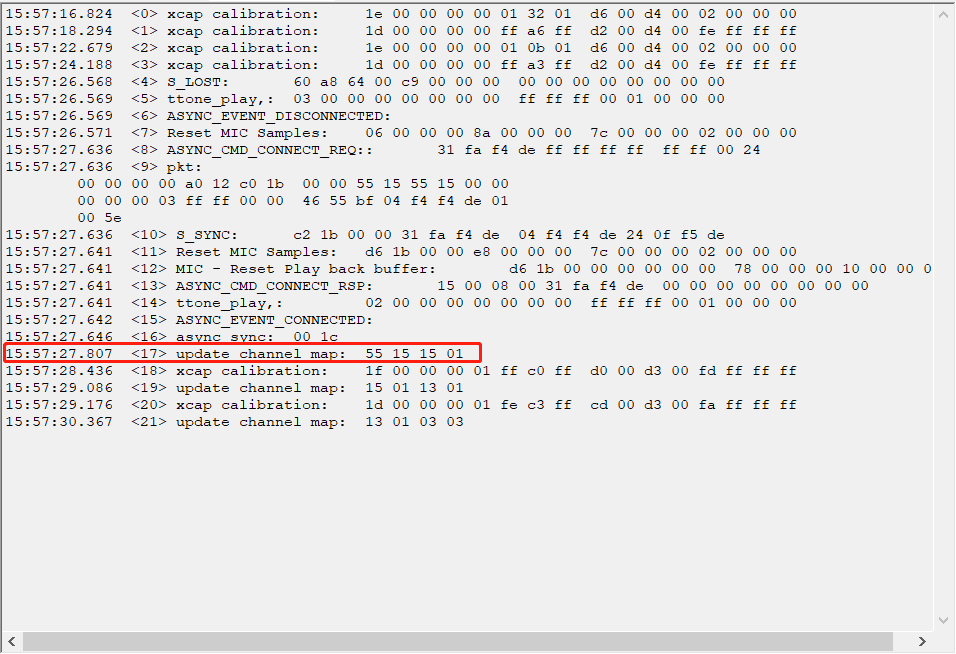 15:57:16.824 <0> xcap calibration: 1e 00 00 00 00 01 32 01 d6 00 d4 00 02 00 00 00
15:57:18.294 <1> xcap calibration: 1d 00 00 00 00 ff a6 ff d2 00 d4 00 fe ff ff ff
15:57:22.679 <2> xcap calibration: 1e 00 00 00 00 01 0b 01 d6 00 d4 00 02 00 00 00
15:57:24.188 <3> xcap calibration: 1d 00 00 00 00 ff a3 ff d2 00 d4 00 fe ff ff ff
15:57:26.568 <4> S_LOST: 60 a8 64 00 c9 00 00 00 00 00 00 00 00 00 00 00
15:57:26.569 <5> ttone_play,: 03 00 00 00 00 00 00 00 ff ff ff 00 01 00 00 00
15:57:26.569 <6> ASYNC_EVENT_DISCONNECTED:
15:57:26.571 <7> Reset MIC Samples: 06 00 00 00 8a 00 00 00 7c 00 00 00 02 00 00 00
15:57:27.636 <8> ASYNC_CMD_CONNECT_REQ:: 31 fa f4 de ff ff ff ff ff ff 00 24
15:57:27.636 <9> pkt:
00 00 00 00 a0 12 c0 1b 00 00 55 15 55 15 00 00
00 00 00 03 ff ff 00 00 46 55 bf 04 f4 f4 de 01
00 5e
15:57:27.636 <10> S_SYNC: c2 1b 00 00 31 fa f4 de 04 f4 f4 de 24 0f f5 de
15:57:27.641 <11> Reset MIC Samples: d6 1b 00 00 e8 00 00 00 7c 00 00 00 02 00 00 00
15:57:27.641 <12> MIC - Reset Play back buffer: d6 1b 00 00 00 00 00 00 78 00 00 00 10 00 00 0
15:57:27.641 <13> ASYNC_CMD_CONNECT_RSP: 15 00 08 00 31 fa f4 de 00 00 00 00 00 00 00 00
15:57:27.641 <14> ttone_play,: 02 00 00 00 00 00 00 00 ff ff ff 00 01 00 00 00
15:57:27.642 <15> ASYNC_EVENT_CONNECTED:
15:57:27.646 <16> async sync: 00 1c
15:57:27.807 <17> update channel map: 55 15 15 01
15:57:28.436 <18> xcap calibration: 1f 00 00 00 01 ff c0 ff d0 00 d3 00 fd ff ff ff
15:57:29.086 <19> update channel map: 15 01 13 01
15:57:29.176 <20> xcap calibration: 1d 00 00 00 01 fe c3 ff cd 00 d3 00 fa ff ff ff
15:57:30.367 <21> update channel map: 13 01 03 03